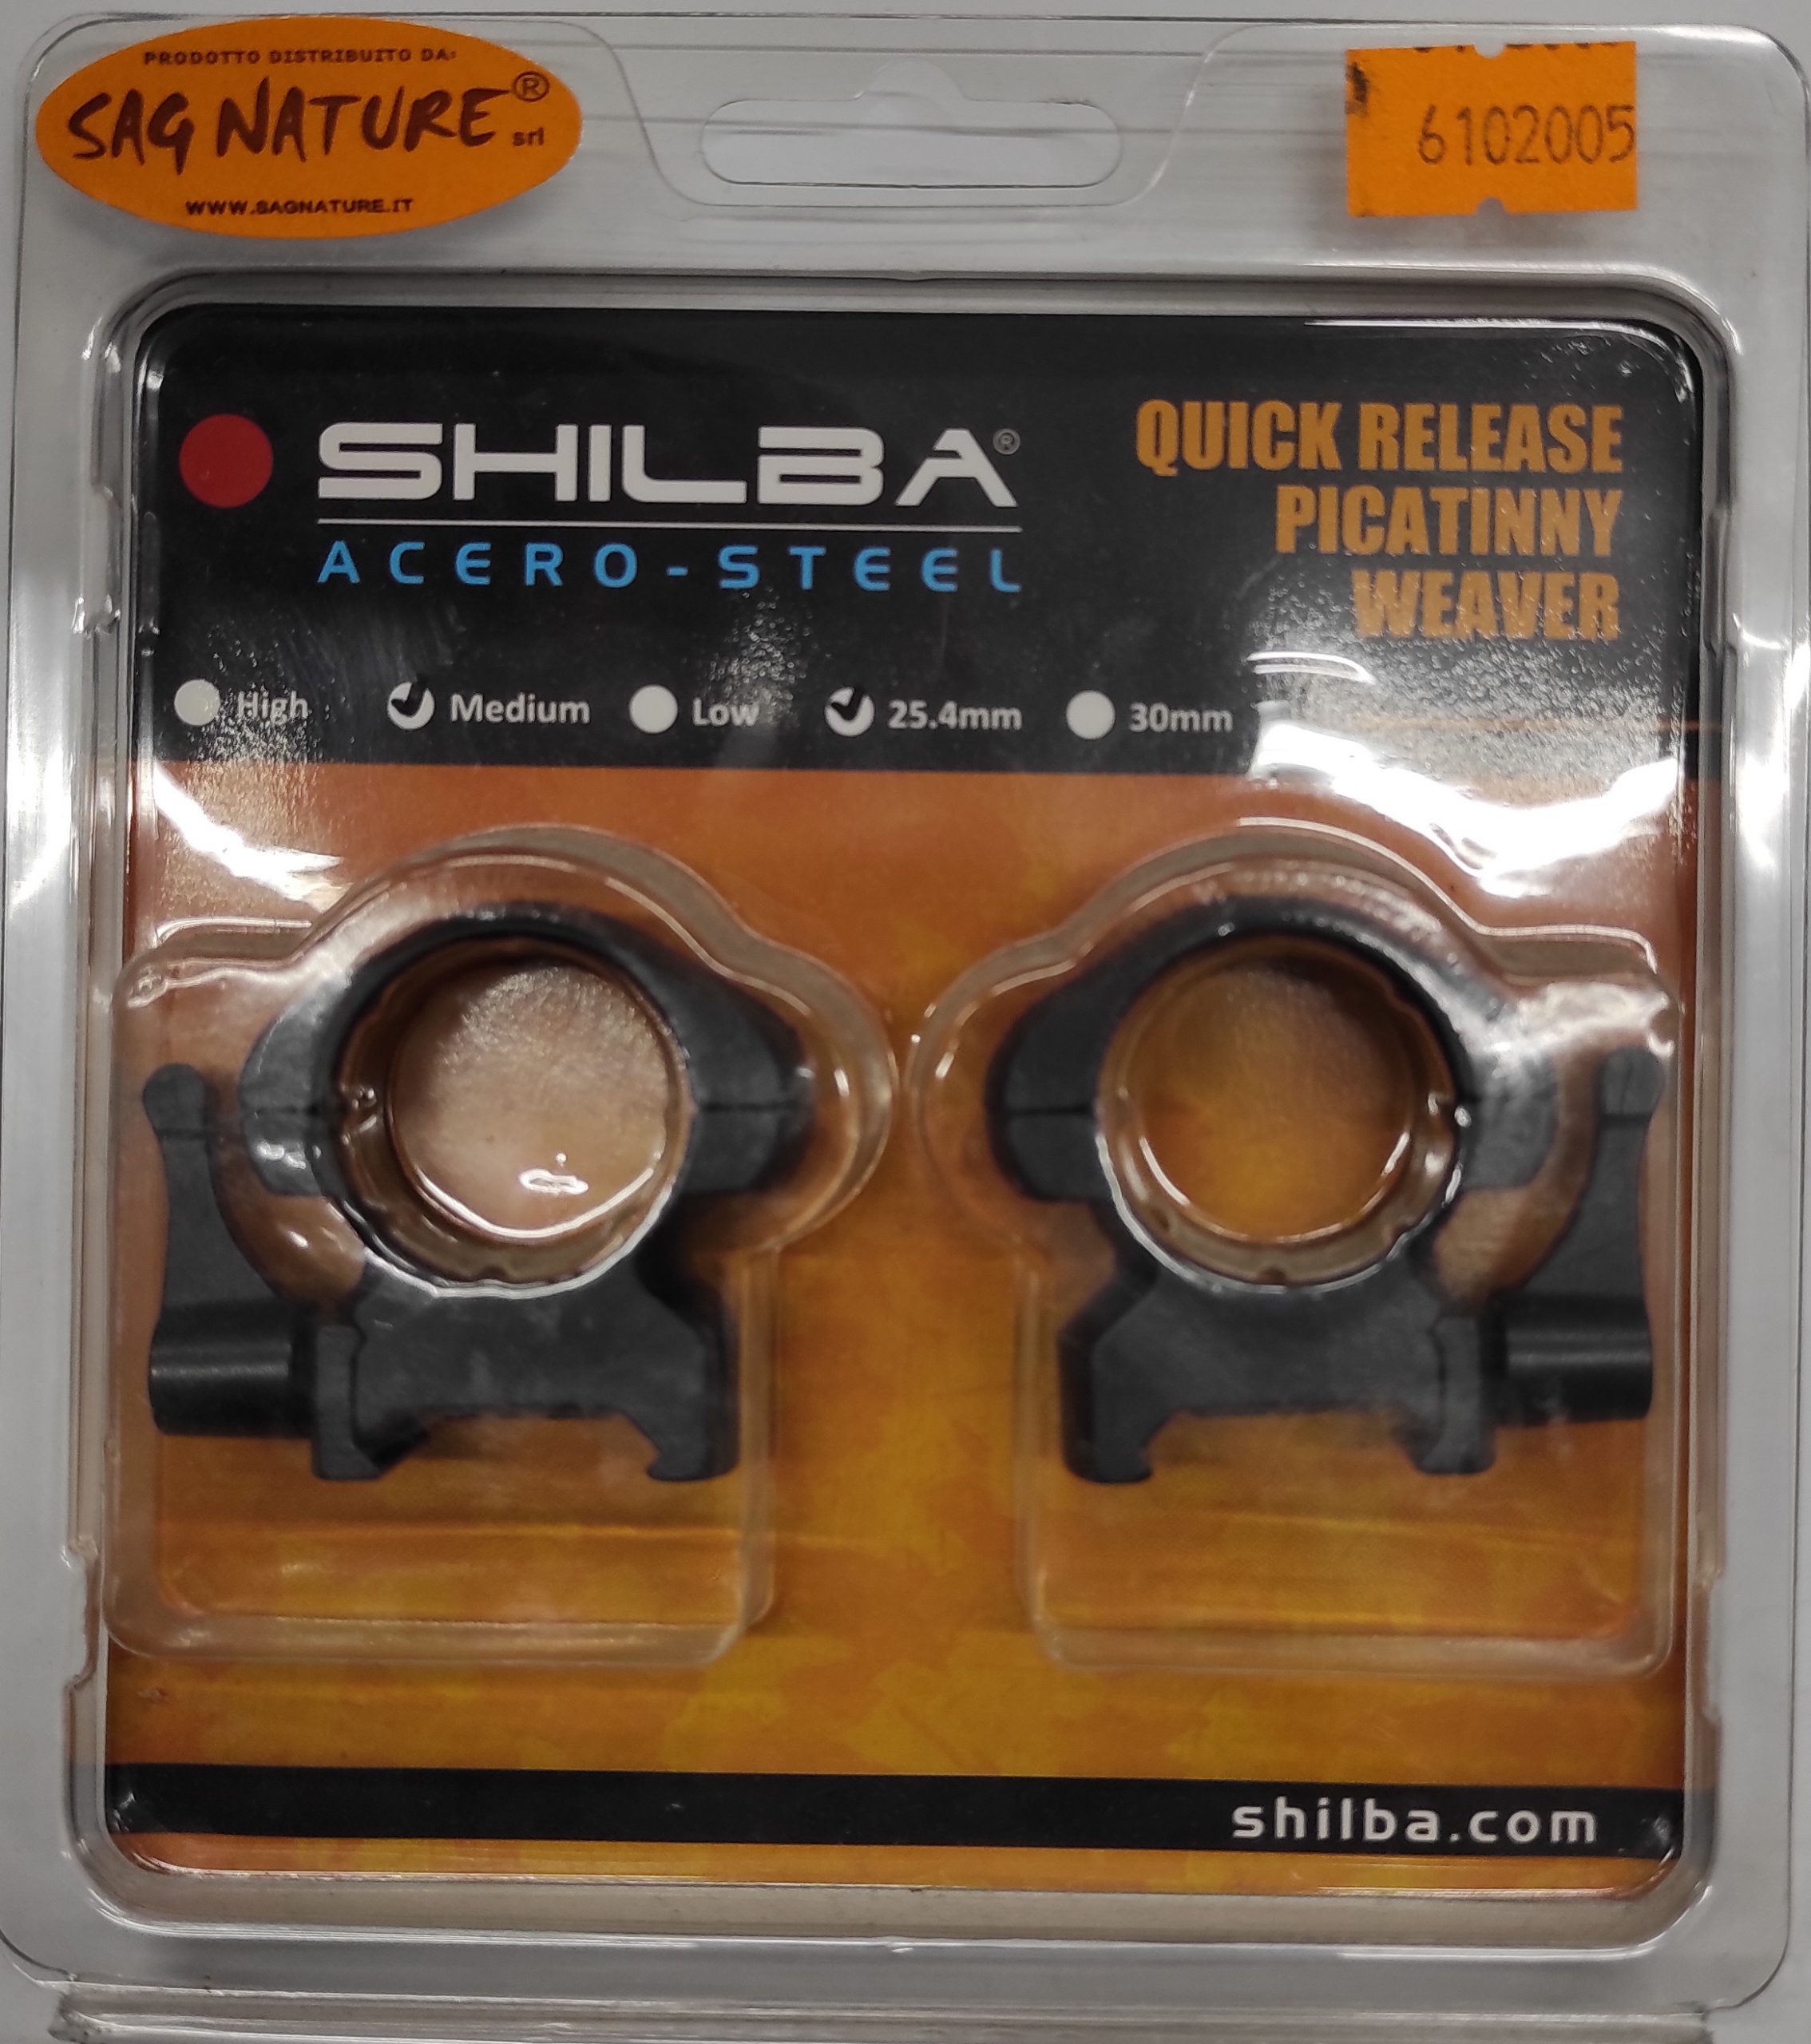 PRODOTTO DISTRIBUITO DA:
SAG NATURE® srl
WWW.SAGNATURE.IT
6102005
SHILBA®
ACERO-STEEL
QUICK RELEASE
PICATINNY
WEAVER
High Medium Low 25.4mm 30mm
shilba.com